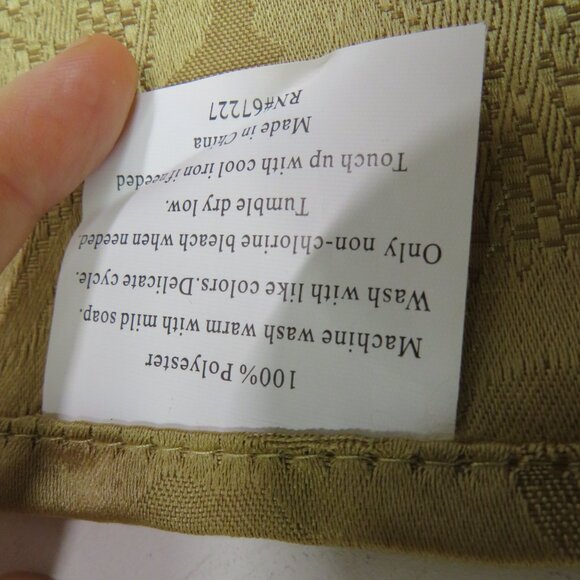 100% Polyester
Machine wash warm with mild soap.
Wash with like colors.Delicate cycle.
Only non-chlorine bleach when needed.
Tumble dry low.
Touch up with cool iron if needed
Made in China
RN#67227